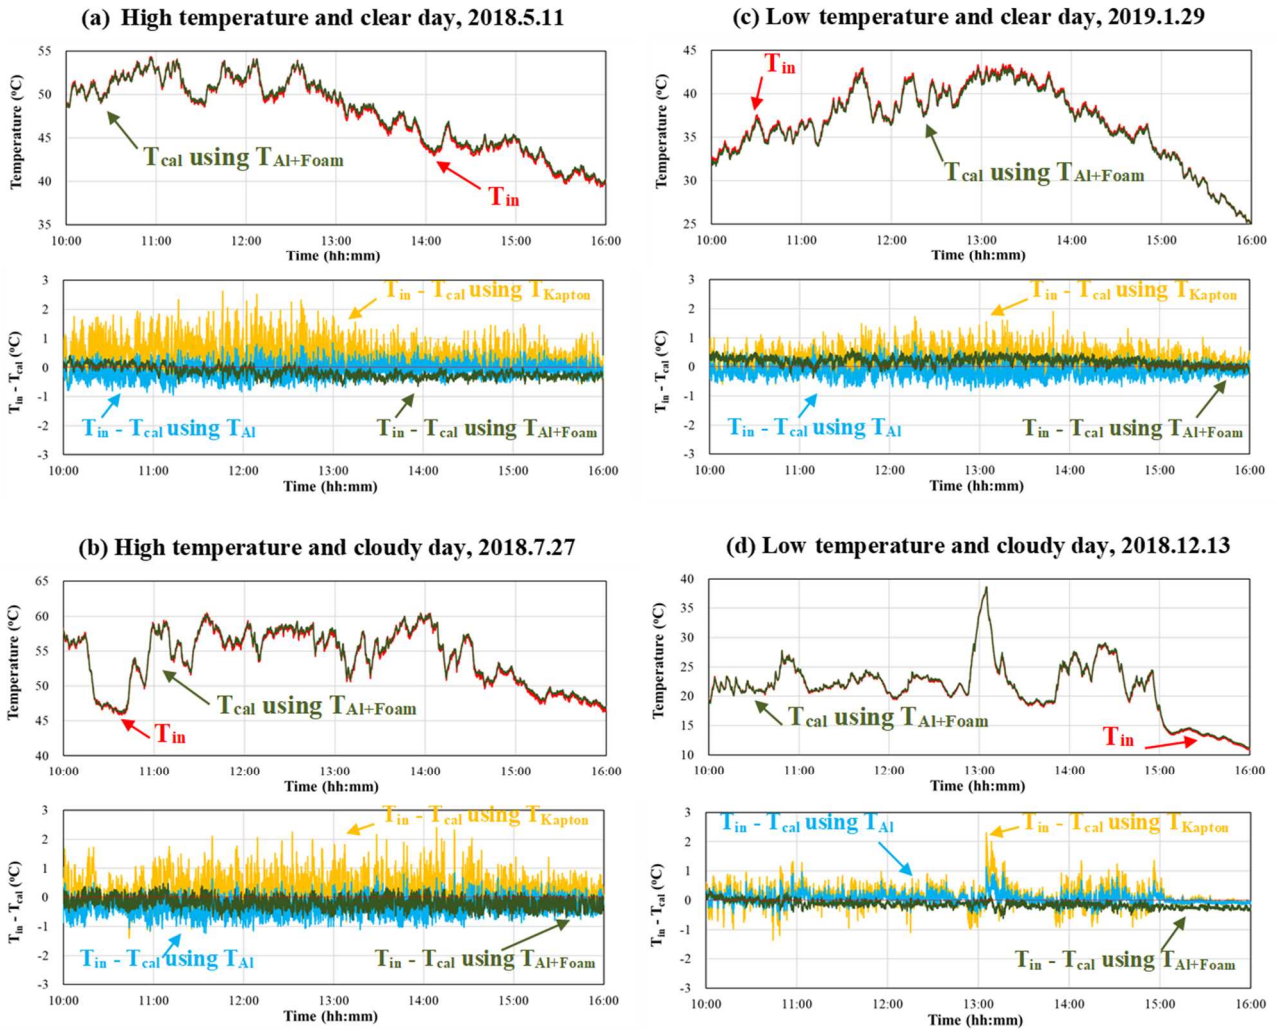 (a) High temperature and clear day, 2018.5.11
Temperature (°C)
55
50
45
40
35
Tcal using TAl+Foam
Tin
10:00 11:00 12:00 13:00 14:00 15:00 16:00
Time (hh:mm)
Tin - Tcal (°C)
3
2
1
0
-1
-2
-3
Tin - Tcal using TKapton
Tin - Tcal using TAl
Tin - Tcal using TAl+Foam
10:00 11:00 12:00 13:00 14:00 15:00 16:00
Time (hh:mm)
(c) Low temperature and clear day, 2019.1.29
Temperature (°C)
45
40
35
30
25
Tin
Tcal using TAl+Foam
10:00 11:00 12:00 13:00 14:00 15:00 16:00
Time (hh:mm)
Tin - Tcal (°C)
3
2
1
0
-1
-2
-3
Tin - Tcal using TKapton
Tin - Tcal using TAl
Tin - Tcal using TAl+Foam
10:00 11:00 12:00 13:00 14:00 15:00 16:00
Time (hh:mm)
(b) High temperature and cloudy day, 2018.7.27
Temperature (°C)
65
60
55
50
45
40
Tcal using TAl+Foam
Tin
10:00 11:00 12:00 13:00 14:00 15:00 16:00
Time (hh:mm)
Tin - Tcal (°C)
3
2
1
0
-1
-2
-3
Tin - Tcal using TKapton
Tin - Tcal using TAl
Tin - Tcal using TAl+Foam
10:00 11:00 12:00 13:00 14:00 15:00 16:00
Time (hh:mm)
(d) Low temperature and cloudy day, 2018.12.13
Temperature (°C)
40
35
30
25
20
15
10
Tcal using TAl+Foam
Tin
10:00 11:00 12:00 13:00 14:00 15:00 16:00
Time (hh:mm)
Tin - Tcal (°C)
3
2
1
0
-1
-2
-3
Tin - Tcal using TAl
Tin - Tcal using TKapton
Tin - Tcal using TAl+Foam
10:00 11:00 12:00 13:00 14:00 15:00 16:00
Time (hh:mm)